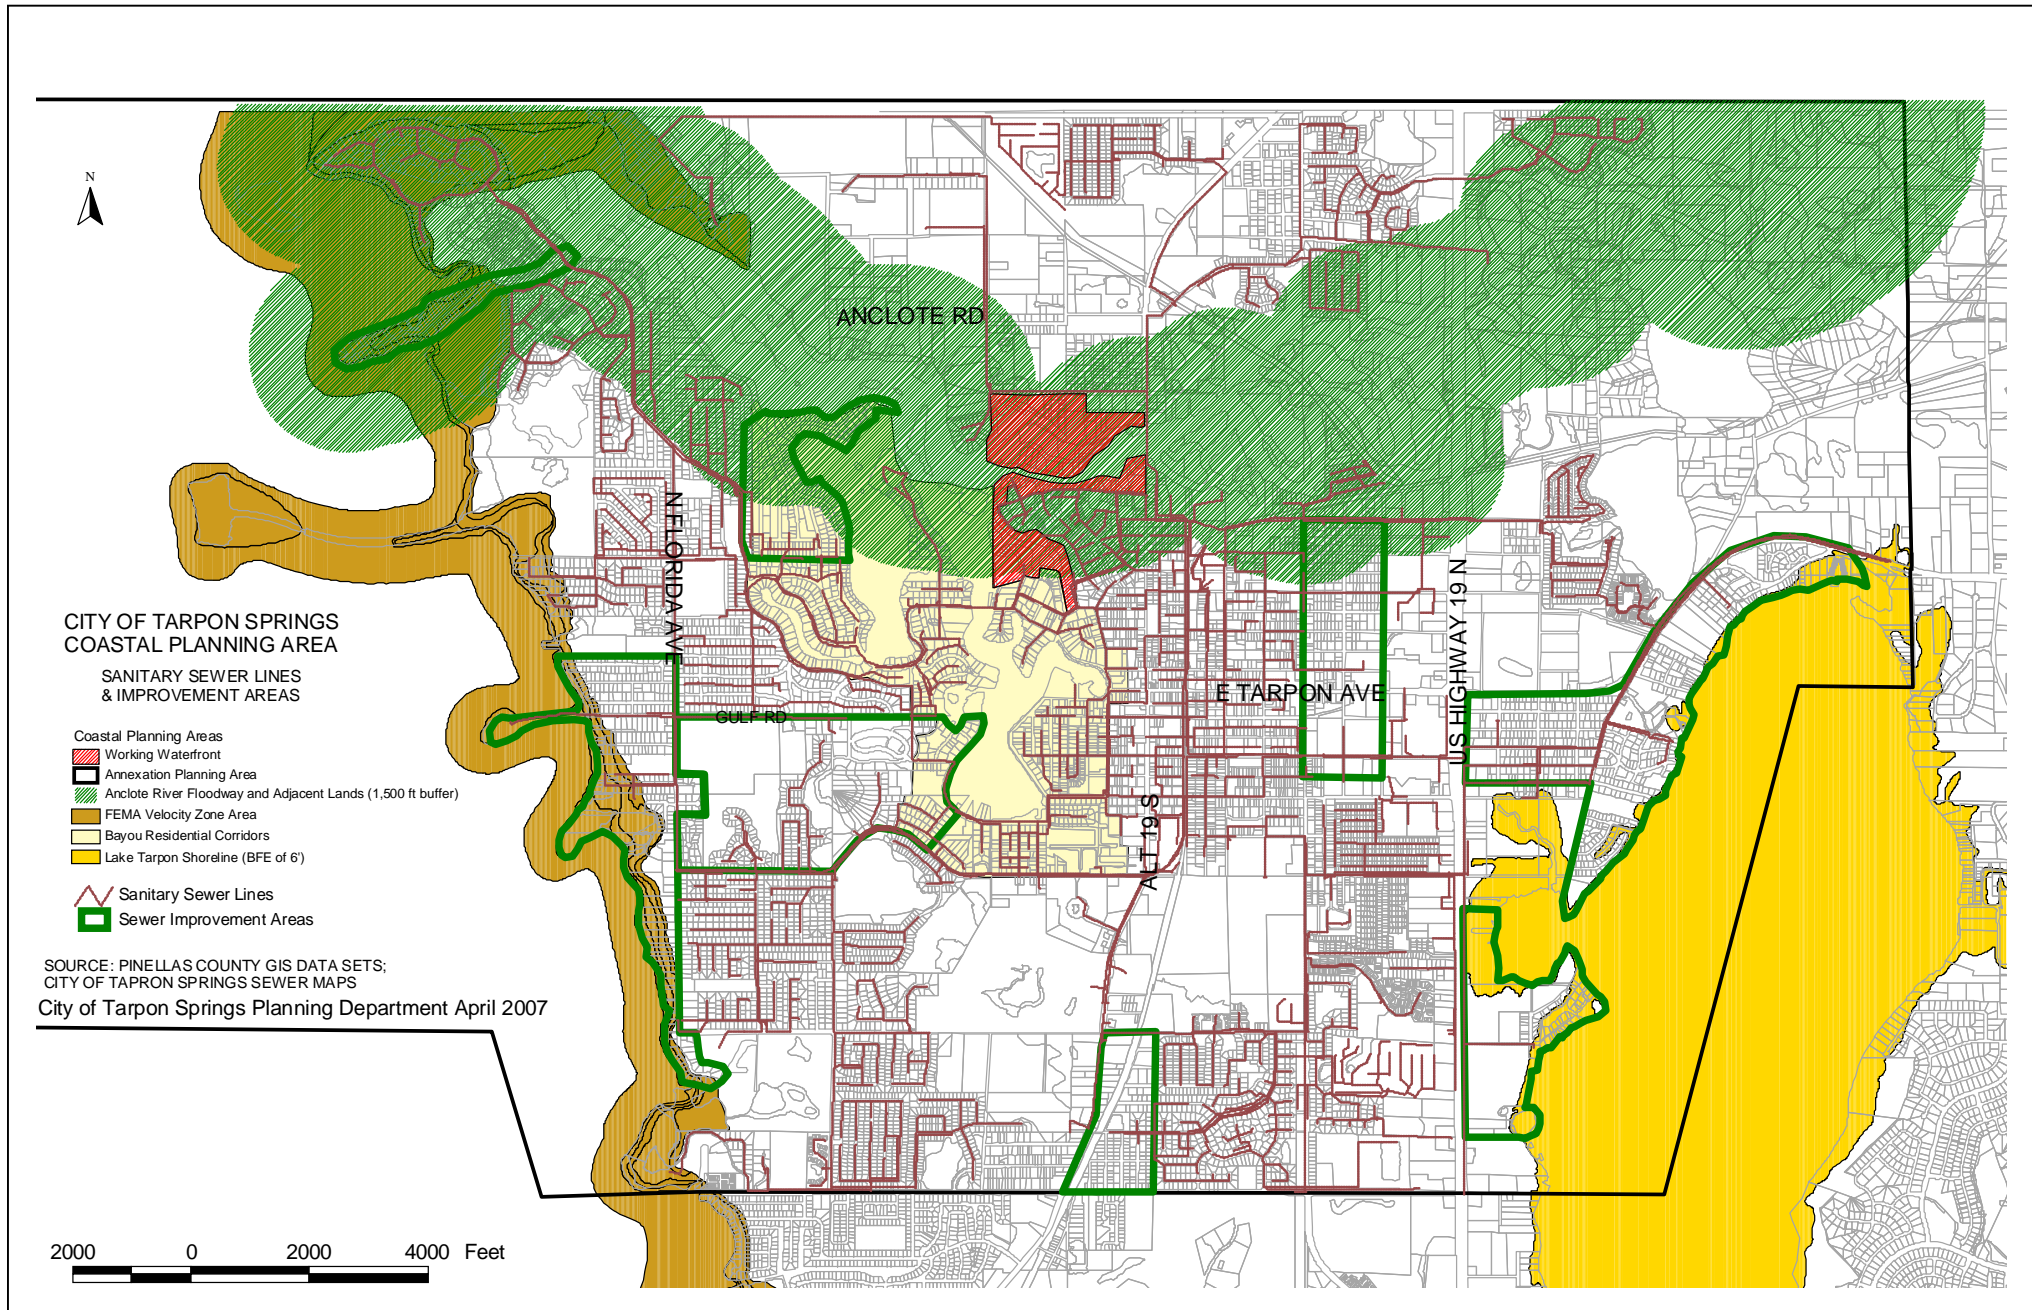 N
ANCLOTE RD
N FLORIDA AVE
US HIGHWAY 19 N
E TARPON AVE
GULF RD
ALT 19 S
CITY OF TARPON SPRINGS
COASTAL PLANNING AREA
SANITARY SEWER LINES
& IMPROVEMENT AREAS
Coastal Planning Areas
Working Waterfront
Annexation Planning Area
Anclote River Floodway and Adjacent Lands (1,500 ft buffer)
FEMA Velocity Zone Area
Bayou Residential Corridors
Lake Tarpon Shoreline (BFE of 6')
Sanitary Sewer Lines
Sewer Improvement Areas
SOURCE: PINELLAS COUNTY GIS DATA SETS;
CITY OF TAPRON SPRINGS SEWER MAPS
City of Tarpon Springs Planning Department April 2007
2000 0 2000 4000 Feet